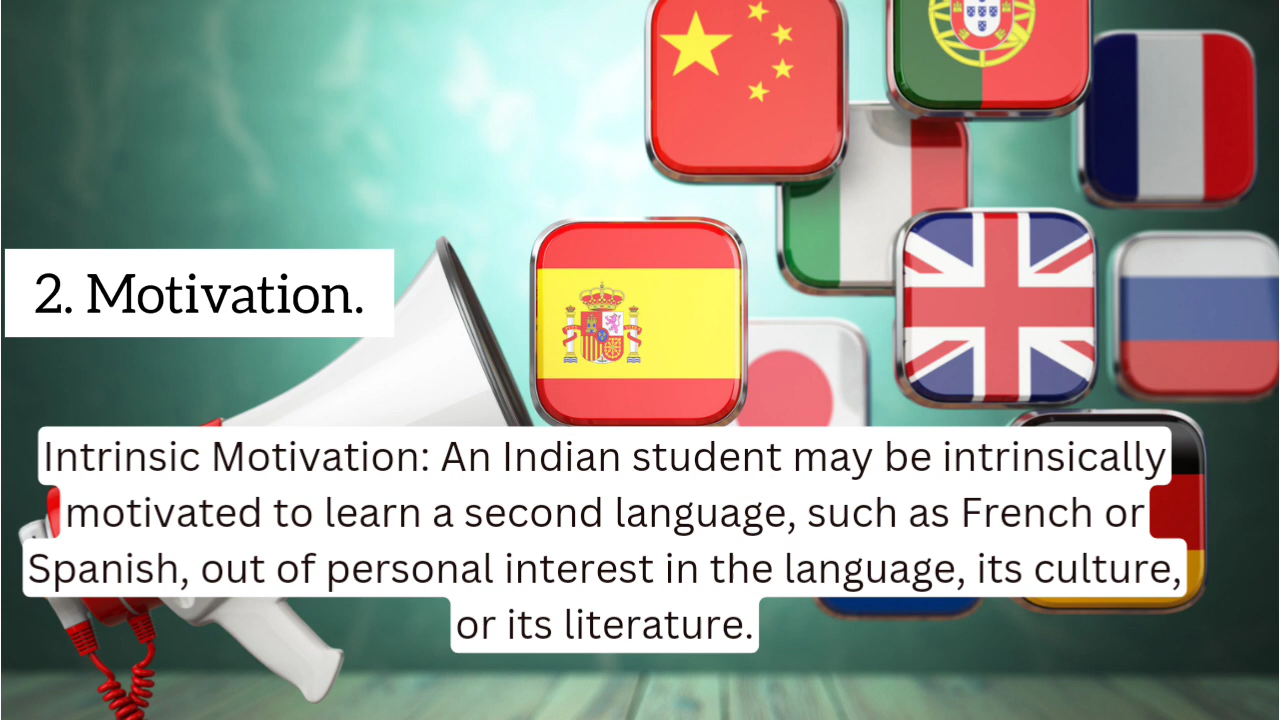 2. Motivation.
Intrinsic Motivation: An Indian student may be intrinsically
motivated to learn a second language, such as French or
Spanish, out of personal interest in the language, its culture,
or its literature.